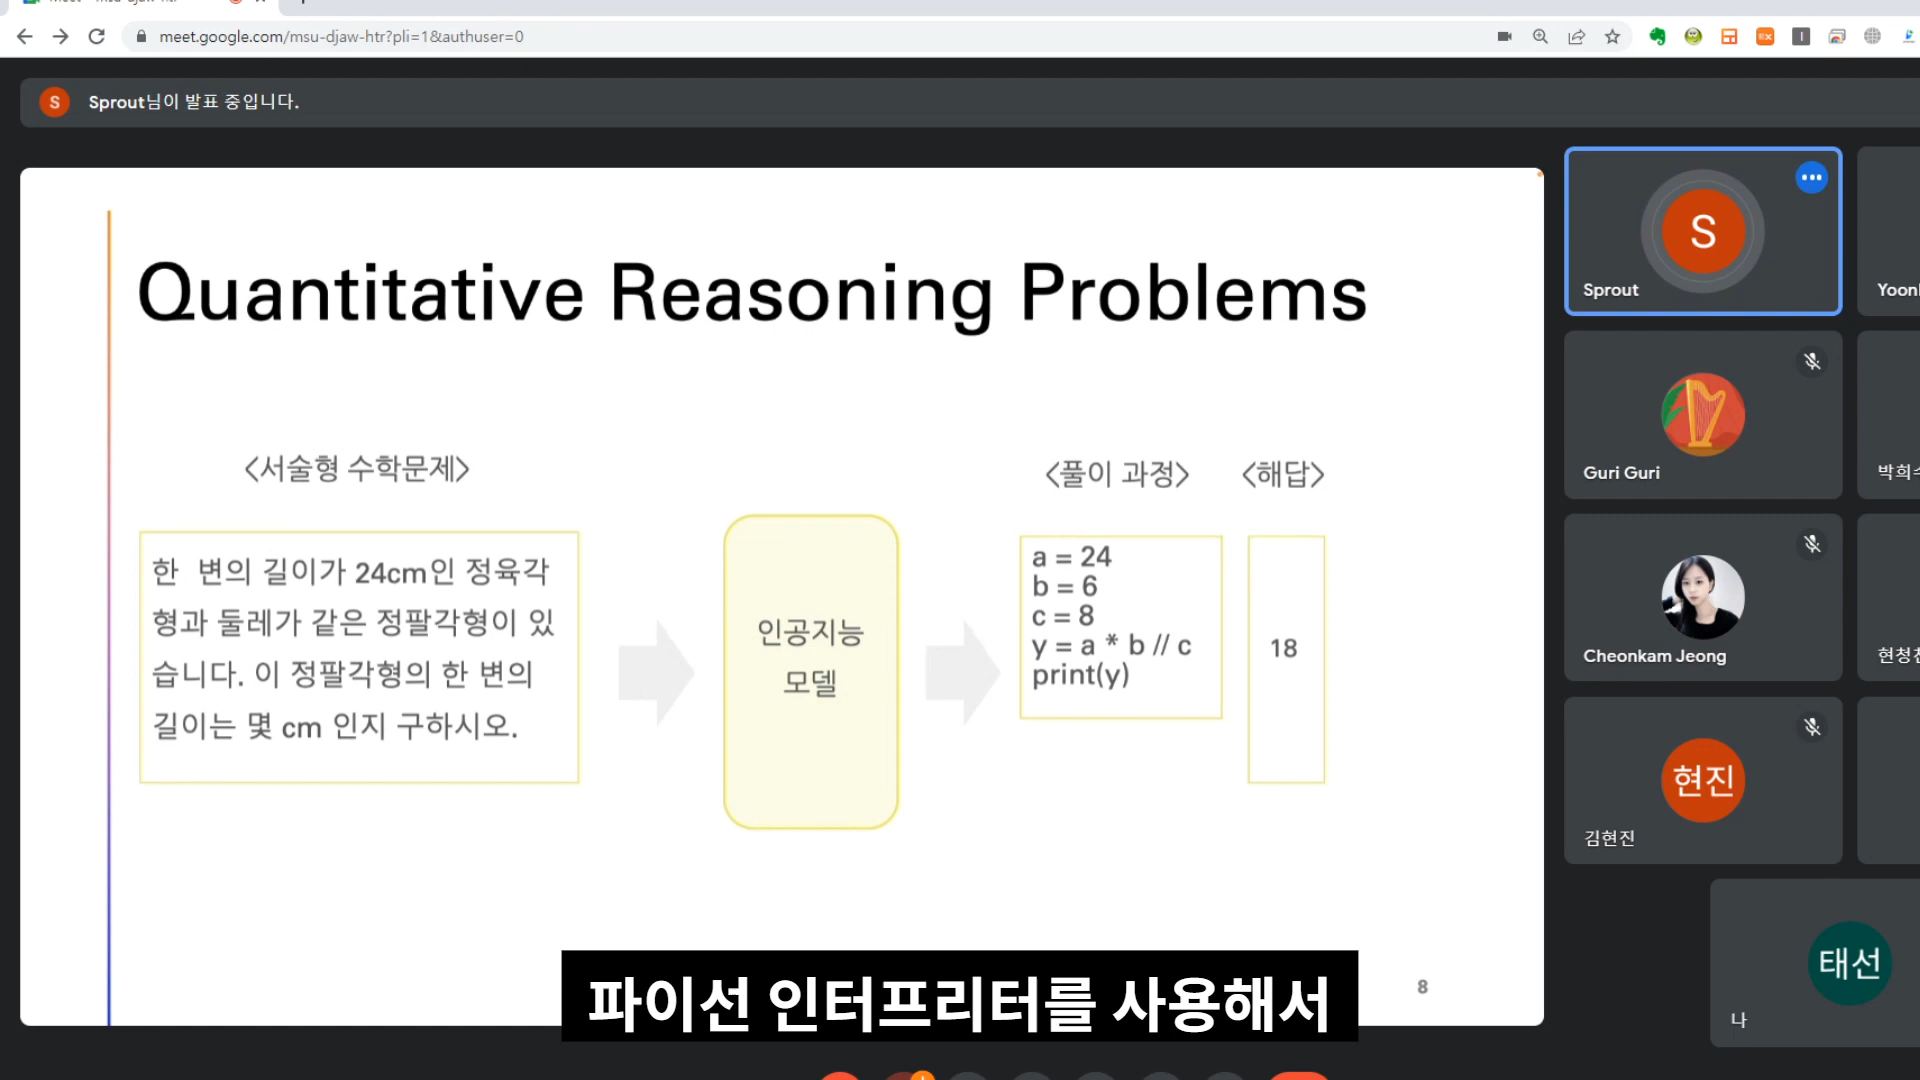 meet.google.com/msu-djaw-htr?pli=1&authuser=0
S
Sprout님이 발표 중입니다.
Quantitative Reasoning Problems
<서술형 수학문제>
한 변의 길이가 24cm인 정육각
형과 둘레가 같은 정팔각형이 있
습니다. 이 정팔각형의 한 변의
길이는 몇 cm 인지 구하시오.
인공지능
모델
<풀이 과정>
a = 24
b = 6
c = 8
y = a * b // c
print(y)
<해답>
18
8
파이선 인터프리터를 사용해서
S
Sprout
Guri Guri
박희
Cheonkam Jeong
현청
현진
김현진
태선
나